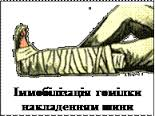 Іммобілізація гомілки
накладенням шини